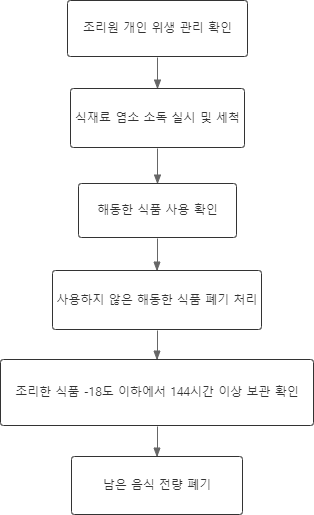 조리원 개인 위생 관리 확인
식재료 염소 소독 실시 및 세척
해동한 식품 사용 확인
사용하지 않은 해동한 식품 폐기 처리
조리한 식품 -18도 이하에서 144시간 이상 보관 확인
남은 음식 전량 폐기